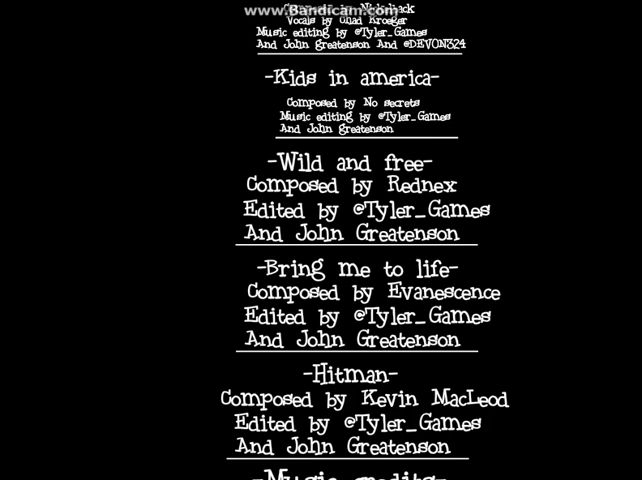 www.Bandicam.com
Vocals by Chad Kroeger
Music editing by @Tyler_Games
And John Greatenson And @DEVON324
-Kids in america-
Composed by No secrets
Music editing by @Tyler_Games
And John greatenson
-Wild and free-
Composed by Rednex
Edited by @Tyler_Games
And John Greatenson
-Bring me to life-
Composed by Evanescence
Edited by @Tyler_Games
And John Greatenson
-Hitman-
Composed by Kevin MacLeod
Edited by @Tyler_Games
And John Greatenson
-Music credits-